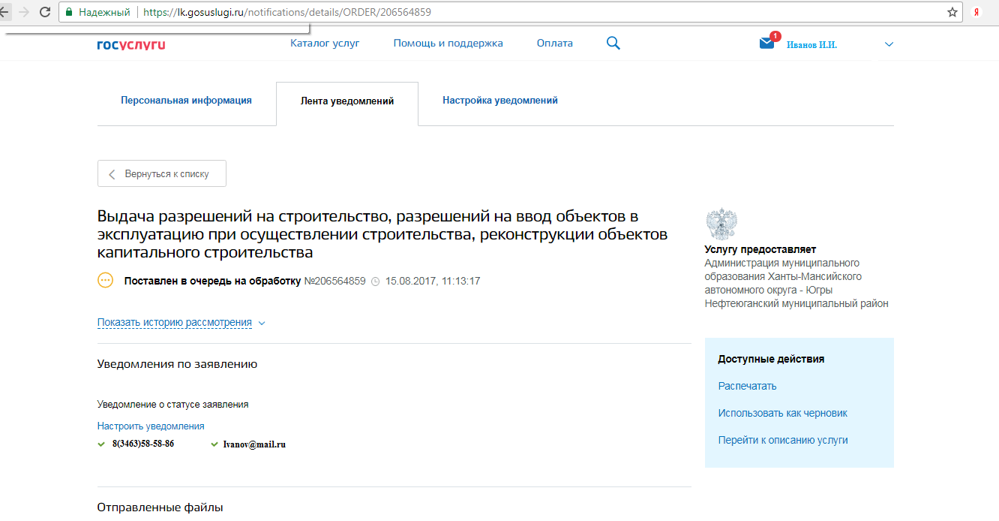 Надежный https://lk.gosuslugi.ru/notifications/details/ORDER/206564859 Я
госуслуги Каталог услуг Помощь и поддержка Оплата 1 Иванов И.И.
Персональная информация Лента уведомлений Настройка уведомлений
Вернуться к списку
Выдача разрешений на строительство, разрешений на ввод объектов в
эксплуатацию при осуществлении строительства, реконструкции объектов
капитального строительства
Поставлен в очередь на обработку №206564859 15.08.2017, 11:13:17
Показать историю рассмотрения
Уведомления по заявлению
Уведомление о статусе заявления
Настроить уведомления
8(3463)58-58-86 Ivanov@mail.ru
Отправленные файлы
Услугу предоставляет
Администрация муниципального
образования Ханты-Мансийского
автономного округа - Югры
Нефтеюганский муниципальный район
Доступные действия
Распечатать
Использовать как черновик
Перейти к описанию услуги